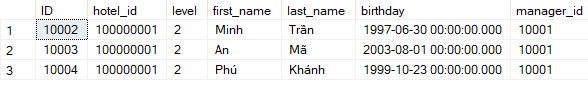 ID hotel_id level first_name last_name birthday manager_id
1 10002 100000001 2 Minh Trần 1997-06-30 00:00:00.000 10001
2 10003 100000001 2 An Mã 2003-08-01 00:00:00.000 10001
3 10004 100000001 2 Phú Khánh 1999-10-23 00:00:00.000 10001